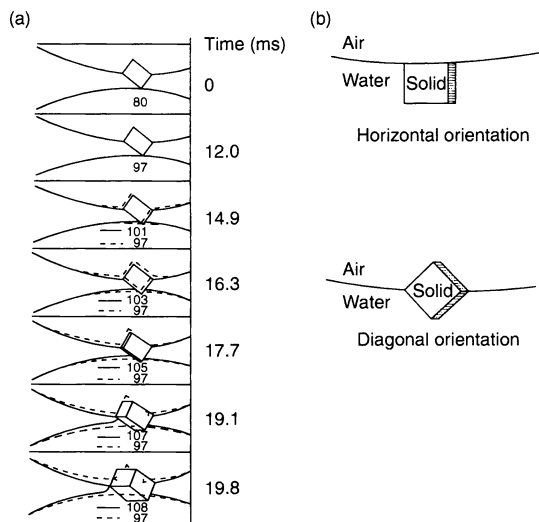 (a)
Time (ms)
80
0
97
12.0
101
97
14.9
103
97
16.3
105
97
17.7
107
97
19.1
108
97
19.8
(b)
Air
Water
Solid
Horizontal orientation
Air
Water
Solid
Diagonal orientation